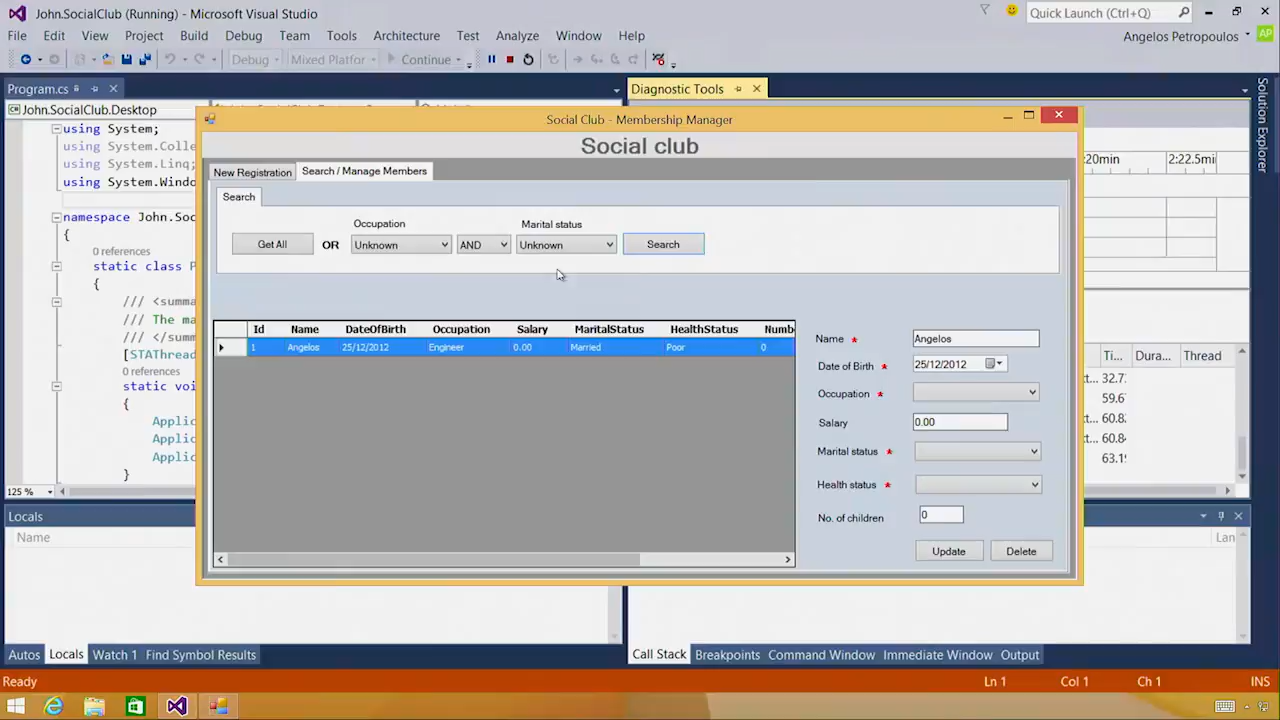 John.SocialClub (Running) - Microsoft Visual Studio
Quick Launch (Ctrl+Q)
File Edit View Project Build Debug Team Tools Architecture Test Analyze Window Help
Angelos Petropoulos AP
Debug Mixed Platfor Continue
Program.cs
Diagnostic Tools
Solution Explorer
John.SocialClub.Desktop
Social Club - Membership Manager
Social club
using System;
using System.Colle
using System.Linq;
using System.Window
20min 2:22.5mi
New Registration Search / Manage Members
Search
Occupation Marital status
Get All OR Unknown AND Unknown Search
namespace John.Soc
{
0 references
static class P
{
/// <summa
/// The ma
/// </summ
[STAThread
0 references
static voi
{
Applic
Applic
Applic
}
Id Name DateOfBirth Occupation Salary MaritalStatus HealthStatus Numb
1 Angelos 25/12/2012 Engineer 0.00 Married Poor 0
Name * Angelos
Date of Birth * 25/12/2012
Occupation *
Salary 0.00
Marital status *
Health status *
No. of children 0
Update Delete
Ti... Dura... Thread
t... 32.7
59.6
t... 60.8
t... 60.84
63.19
125 %
Locals
Name
Lan
Autos Locals Watch 1 Find Symbol Results
Call Stack Breakpoints Command Window Immediate Window Output
Ready Ln 1 Col 1 Ch 1 INS